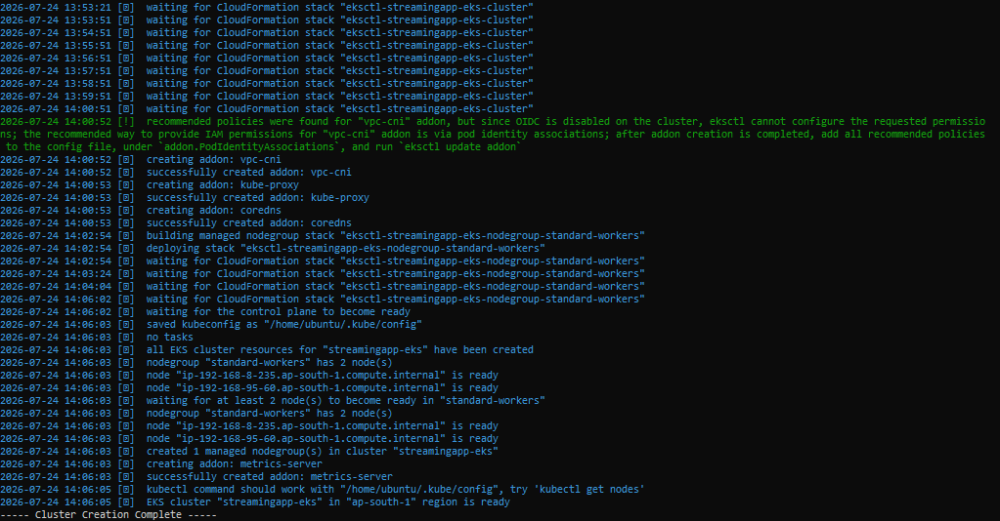 2026-07-24 13:53:21 [ℹ]  waiting for CloudFormation stack "eksctl-streamingapp-eks-cluster"
2026-07-24 13:53:51 [ℹ]  waiting for CloudFormation stack "eksctl-streamingapp-eks-cluster"
2026-07-24 13:54:51 [ℹ]  waiting for CloudFormation stack "eksctl-streamingapp-eks-cluster"
2026-07-24 13:55:51 [ℹ]  waiting for CloudFormation stack "eksctl-streamingapp-eks-cluster"
2026-07-24 13:56:51 [ℹ]  waiting for CloudFormation stack "eksctl-streamingapp-eks-cluster"
2026-07-24 13:57:51 [ℹ]  waiting for CloudFormation stack "eksctl-streamingapp-eks-cluster"
2026-07-24 13:58:51 [ℹ]  waiting for CloudFormation stack "eksctl-streamingapp-eks-cluster"
2026-07-24 13:59:51 [ℹ]  waiting for CloudFormation stack "eksctl-streamingapp-eks-cluster"
2026-07-24 14:00:51 [ℹ]  waiting for CloudFormation stack "eksctl-streamingapp-eks-cluster"
2026-07-24 14:00:52 [!]  recommended policies were found for "vpc-cni" addon, but since OIDC is disabled on the cluster, eksctl cannot configure the requested permissio
ns; the recommended way to provide IAM permissions for "vpc-cni" addon is via pod identity associations; after addon creation is completed, add all recommended policies
 to the config file, under `addon.PodIdentityAssociations`, and run `eksctl update addon`
2026-07-24 14:00:52 [ℹ]  creating addon: vpc-cni
2026-07-24 14:00:52 [ℹ]  successfully created addon: vpc-cni
2026-07-24 14:00:53 [ℹ]  creating addon: kube-proxy
2026-07-24 14:00:53 [ℹ]  successfully created addon: kube-proxy
2026-07-24 14:00:53 [ℹ]  creating addon: coredns
2026-07-24 14:00:53 [ℹ]  successfully created addon: coredns
2026-07-24 14:02:54 [ℹ]  building managed nodegroup stack "eksctl-streamingapp-eks-nodegroup-standard-workers"
2026-07-24 14:02:54 [ℹ]  deploying stack "eksctl-streamingapp-eks-nodegroup-standard-workers"
2026-07-24 14:02:54 [ℹ]  waiting for CloudFormation stack "eksctl-streamingapp-eks-nodegroup-standard-workers"
2026-07-24 14:03:24 [ℹ]  waiting for CloudFormation stack "eksctl-streamingapp-eks-nodegroup-standard-workers"
2026-07-24 14:04:04 [ℹ]  waiting for CloudFormation stack "eksctl-streamingapp-eks-nodegroup-standard-workers"
2026-07-24 14:06:02 [ℹ]  waiting for CloudFormation stack "eksctl-streamingapp-eks-nodegroup-standard-workers"
2026-07-24 14:06:02 [ℹ]  waiting for the control plane to become ready
2026-07-24 14:06:03 [ℹ]  saved kubeconfig as "/home/ubuntu/.kube/config"
2026-07-24 14:06:03 [ℹ]  no tasks
2026-07-24 14:06:03 [ℹ]  all EKS cluster resources for "streamingapp-eks" have been created
2026-07-24 14:06:03 [ℹ]  nodegroup "standard-workers" has 2 node(s)
2026-07-24 14:06:03 [ℹ]  node "ip-192-168-8-235.ap-south-1.compute.internal" is ready
2026-07-24 14:06:03 [ℹ]  node "ip-192-168-95-60.ap-south-1.compute.internal" is ready
2026-07-24 14:06:03 [ℹ]  waiting for at least 2 node(s) to become ready in "standard-workers"
2026-07-24 14:06:03 [ℹ]  nodegroup "standard-workers" has 2 node(s)
2026-07-24 14:06:03 [ℹ]  node "ip-192-168-8-235.ap-south-1.compute.internal" is ready
2026-07-24 14:06:03 [ℹ]  node "ip-192-168-95-60.ap-south-1.compute.internal" is ready
2026-07-24 14:06:03 [ℹ]  created 1 managed nodegroup(s) in cluster "streamingapp-eks"
2026-07-24 14:06:03 [ℹ]  creating addon: metrics-server
2026-07-24 14:06:03 [ℹ]  successfully created addon: metrics-server
2026-07-24 14:06:05 [ℹ]  kubectl command should work with "/home/ubuntu/.kube/config", try 'kubectl get nodes'
2026-07-24 14:06:05 [ℹ]  EKS cluster "streamingapp-eks" in "ap-south-1" region is ready
----- Cluster Creation Complete -----